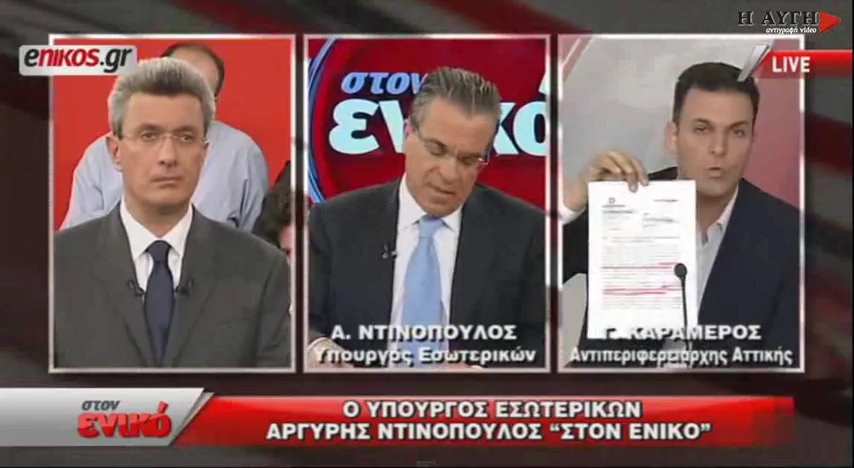 Η ΑΥΓΗ
αντιγραφή video
eNIKOS.gr
LIVE
στον
ενικό
Α. ΝΤΙΝΟΠΟΥΛΟΣ
Υπουργός Εσωτερικών
Γ. ΚΑΡΑΜΕΡΟΣ
Αντιπεριφερειάρχης Αττικής
στον
ενικό
Ο ΥΠΟΥΡΓΟΣ ΕΣΩΤΕΡΙΚΩΝ
ΑΡΓΥΡΗΣ ΝΤΙΝΟΠΟΥΛΟΣ “ΣΤΟΝ ΕΝΙΚΟ”